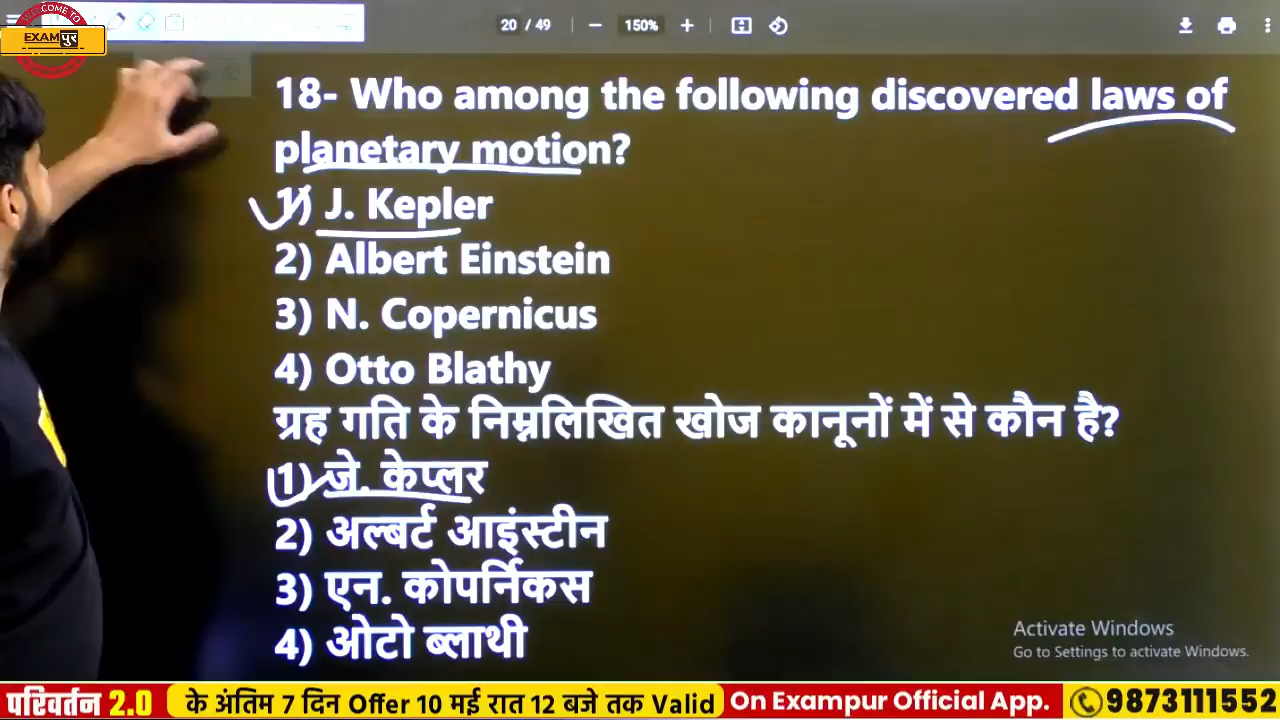 WELCOME TO
EXAMपुर
20 / 49
150%
18- Who among the following discovered laws of
planetary motion?
1) J. Kepler
2) Albert Einstein
3) N. Copernicus
4) Otto Blathy
ग्रह गति के निम्नलिखित खोज कानूनों में से कौन है?
1) जे. केप्लर
2) अल्बर्ट आइंस्टीन
3) एन. कोपर्निकस
4) ओटो ब्लाथी
Activate Windows
Go to Settings to activate Windows.
परिवर्तन 2.0 के अंतिम 7 दिन Offer 10 मई रात 12 बजे तक Valid On Exampur Official App. 9873111552